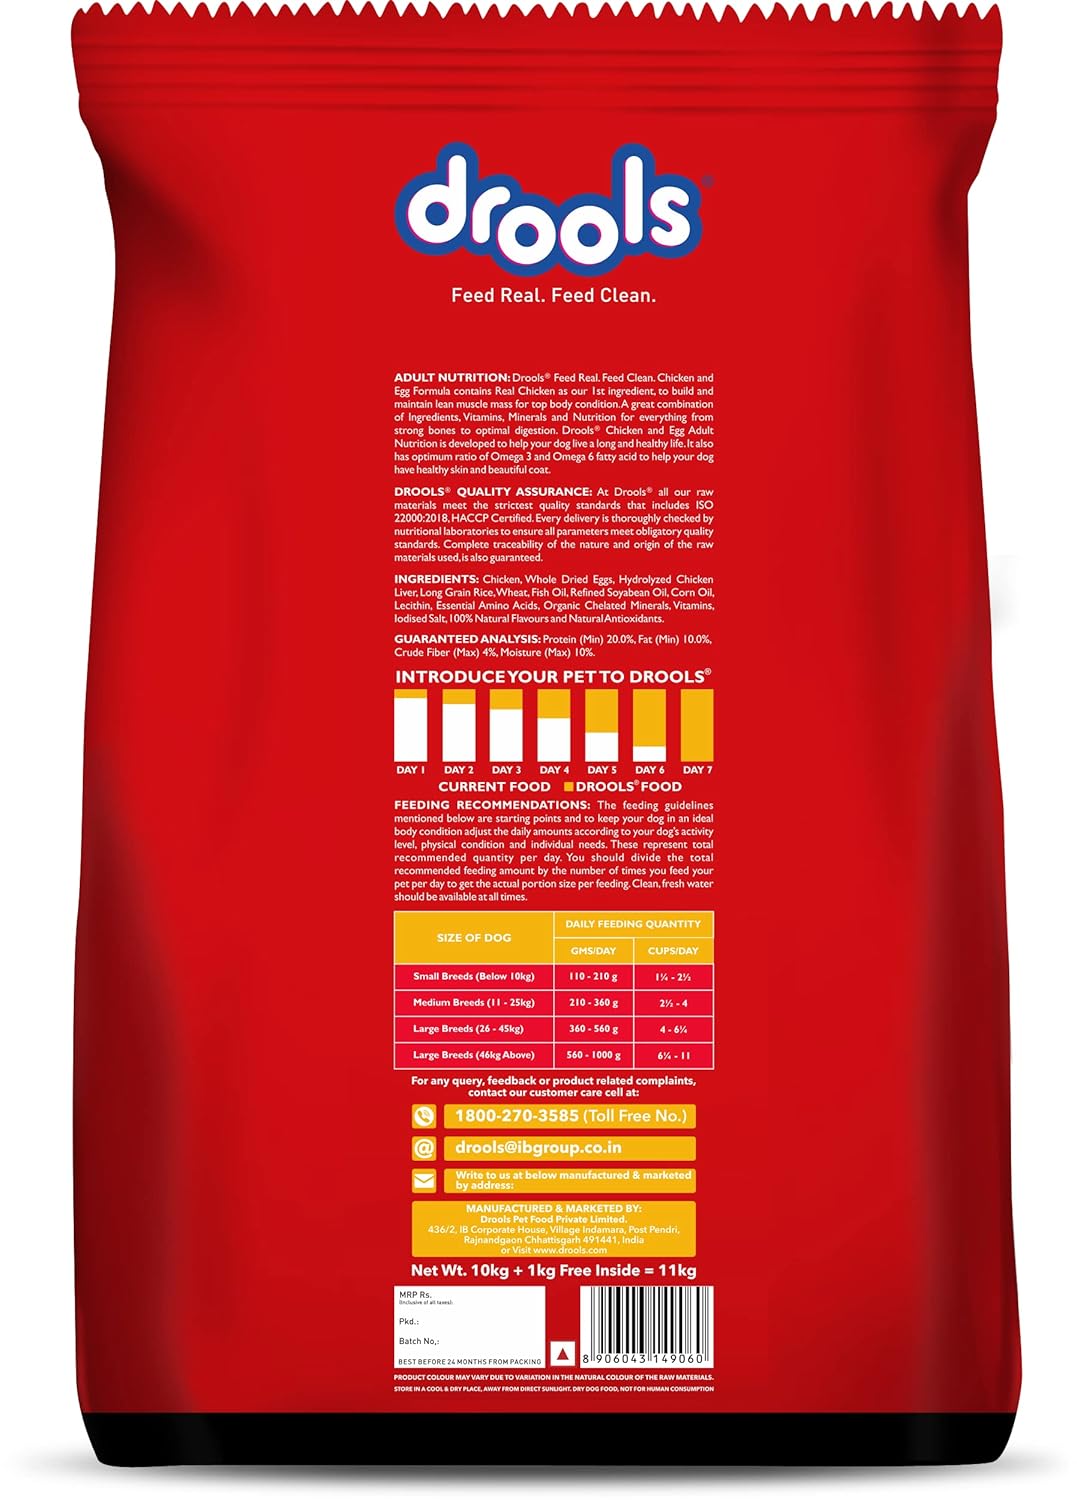 drools®
Feed Real. Feed Clean.
ADULT NUTRITION: Drools® Feed Real. Feed Clean. Chicken and
Egg Formula contains Real Chicken as our 1st ingredient, to build and
maintain lean muscle mass for top body condition. A great combination
of Ingredients, Vitamins, Minerals and Nutrition for everything from
strong bones to optimal digestion. Drools® Chicken and Egg Adult
Nutrition is developed to help your dog live a long and healthy life. It also
has optimum ratio of Omega 3 and Omega 6 fatty acid to help your dog
have healthy skin and beautiful coat.
DROOLS® QUALITY ASSURANCE: At Drools® all our raw
materials meet the strictest quality standards that includes ISO
22000:2018, HACCP Certified. Every delivery is thoroughly checked by
nutritional laboratories to ensure all parameters meet obligatory quality
standards. Complete traceability of the nature and origin of the raw
materials used, is also guaranteed.
INGREDIENTS: Chicken, Whole Dried Eggs, Hydrolyzed Chicken
Liver, Long Grain Rice, Wheat, Fish Oil, Refined Soyabean Oil, Corn Oil,
Lecithin, Essential Amino Acids, Organic Chelated Minerals, Vitamins,
Iodised Salt, 100% Natural Flavours and Natural Antioxidants.
GUARANTEED ANALYSIS: Protein (Min) 20.0%, Fat (Min) 10.0%,
Crude Fiber (Max) 4%, Moisture (Max) 10%.
INTRODUCE YOUR PET TO DROOLS®
DAY 1 DAY 2 DAY 3 DAY 4 DAY 5 DAY 6 DAY 7
CURRENT FOOD DROOLS® FOOD
FEEDING RECOMMENDATIONS: The feeding guidelines
mentioned below are starting points and to keep your dog in an ideal
body condition adjust the daily amounts according to your dog's activity
level, physical condition and individual needs. These represent total
recommended quantity per day. You should divide the total
recommended feeding amount by the number of times you feed your
pet per day to get the actual portion size per feeding. Clean, fresh water
should be available at all times.
SIZE OF DOG DAILY FEEDING QUANTITY
GMS/DAY CUPS/DAY
Small Breeds (Below 10kg) 110 - 210 g 1¼ - 2½
Medium Breeds (11 - 25kg) 210 - 360 g 2½ - 4
Large Breeds (26 - 45kg) 360 - 560 g 4 - 6¼
Large Breeds (46kg Above) 560 - 1000 g 6¼ - 11
For any query, feedback or product related complaints,
contact our customer care cell at:
1800-270-3585 (Toll Free No.)
@ drools@ibgroup.co.in
Write to us at below manufactured & marketed
by address:
MANUFACTURED & MARKETED BY:
Drools Pet Food Private Limited.
436/2, IB Corporate House, Village Indamara, Post Pendri,
Rajnandgaon Chhattisgarh 491441, India
or Visit www.drools.com
Net Wt. 10kg + 1kg Free Inside = 11kg
MRP Rs.
(Inclusive of all taxes):
Pkd.:
Batch No,:
BEST BEFORE 24 MONTHS FROM PACKING
8 906043 149060
PRODUCT COLOUR MAY VARY DUE TO VARIATION IN THE NATURAL COLOUR OF THE RAW MATERIALS.
STORE IN A COOL & DRY PLACE, AWAY FROM DIRECT SUNLIGHT. DRY DOG FOOD, NOT FOR HUMAN CONSUMPTION